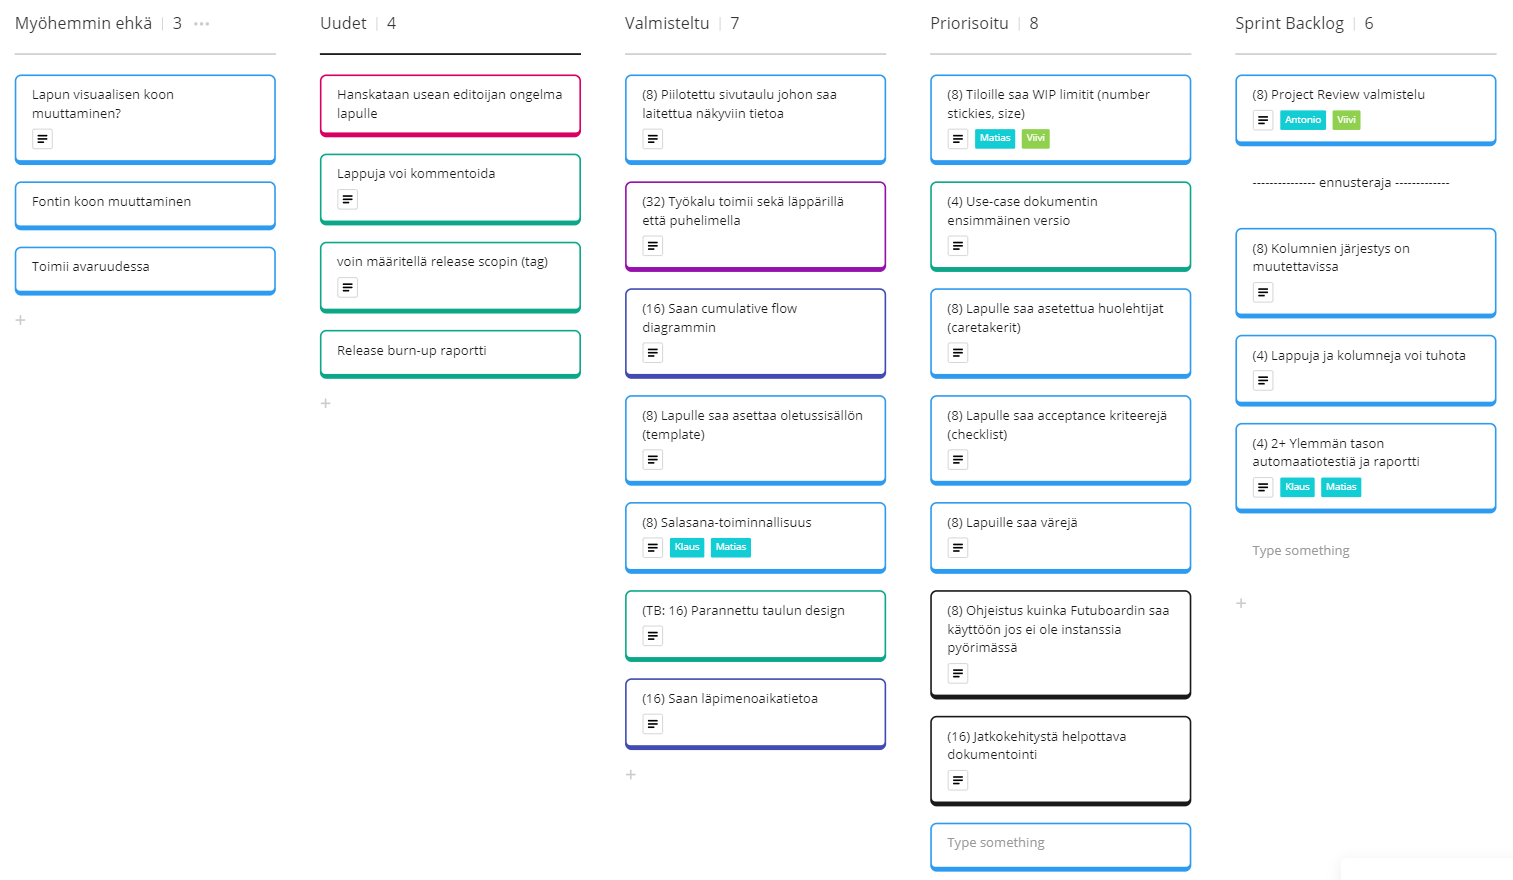 Myöhemmin ehkä | 3 •••
Lapun visuaalisen koon
muuttaminen?
Fontin koon muuttaminen
Toimii avaruudessa
+
Uudet | 4
Hanskataan usean editoijan ongelma
lapulle
Lappuja voi kommentoida
voin määritellä release scopin (tag)
Release burn-up raportti
+
Valmisteltu | 7
(8) Piilotettu sivutaulu johon saa
laitettua näkyviin tietoa
(32) Työkalu toimii sekä läppärillä
että puhelimella
(16) Saan cumulative flow
diagrammin
(8) Lapulle saa asettaa oletussisällön
(template)
(8) Salasana-toiminnallisuus
Klaus Matias
(TB: 16) Parannettu taulun design
(16) Saan läpimenoaikatietoa
+
Priorisoitu | 8
(8) Tiloille saa WIP limitit (number
stickies, size)
Matias Viivi
(4) Use-case dokumentin
ensimmäinen versio
(8) Lapulle saa asetettua huolehtijat
(caretakerit)
(8) Lapulle saa acceptance kriteerejä
(checklist)
(8) Lapuille saa värejä
(8) Ohjeistus kuinka Futuboardin saa
käyttöön jos ei ole instanssia
pyörimässä
(16) Jatkokehitystä helpottava
dokumentointi
Type something
Sprint Backlog | 6
(8) Project Review valmistelu
Antonio Viivi
--------------- ennusteraja -------------
(8) Kolumnien järjestys on
muutettavissa
(4) Lappuja ja kolumneja voi tuhota
(4) 2+ Ylemmän tason
automaatiotestiä ja raportti
Klaus Matias
Type something
+